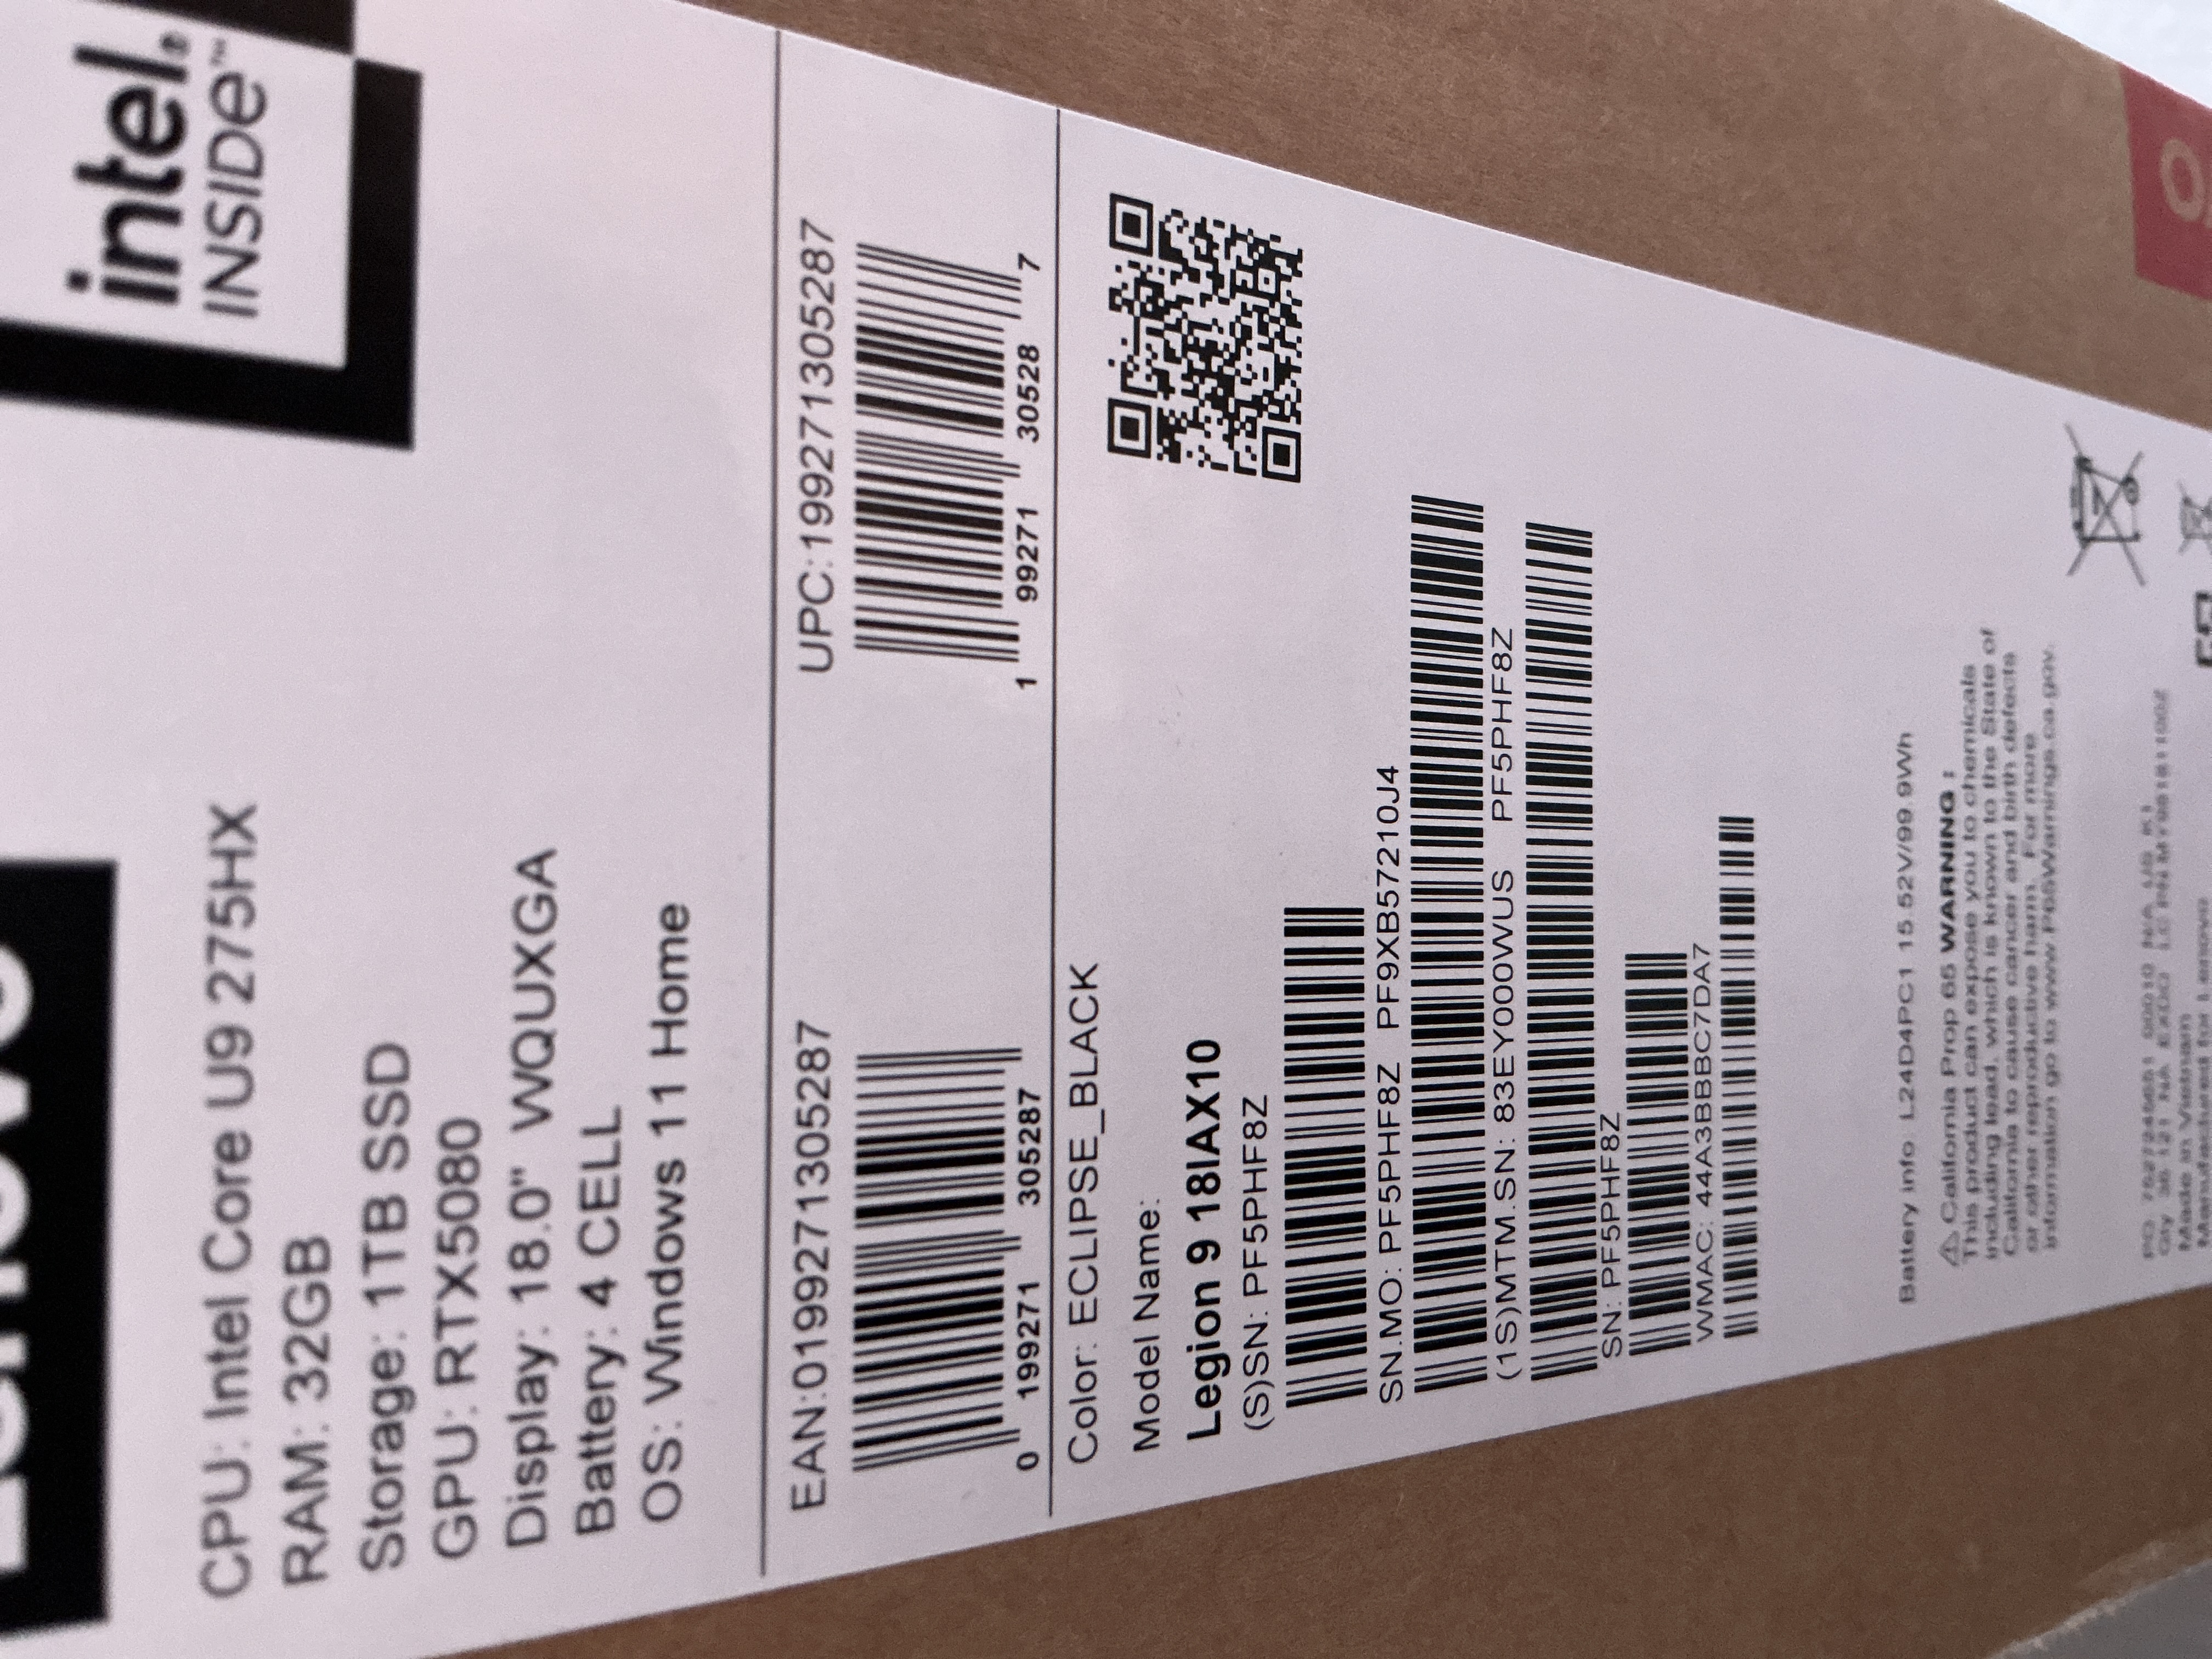 intel®
INSIDE™
CPU: Intel Core U9 275HX
RAM: 32GB
Storage: 1TB SSD
GPU: RTX5080
Display: 18.0" WQUXGA
Battery: 4 CELL
OS: Windows 11 Home
EAN:0199271305287
0 199271 305287
UPC:199271305287
1 99271 30528 7
Color: ECLIPSE_BLACK
Model Name:
Legion 9 18IAX10
(S)SN: PF5PHF8Z
SN.MO: PF5PHF8Z PF9XB57210J4
(1S)MTM.SN: 83EY000WUS PF5PHF8Z
SN: PF5PHF8Z
WMAC: 44A3BBBC7DA7
Battery info L24D4PC1 15.52V/99.9Wh
⚠ California Prop 65 WARNING :
This product can expose you to chemicals
including lead, which is known to the State of
California to cause cancer and birth defects
or other reproductive harm. For more
information go to www.P65Warnings.ca.gov.
Made in Vietnam